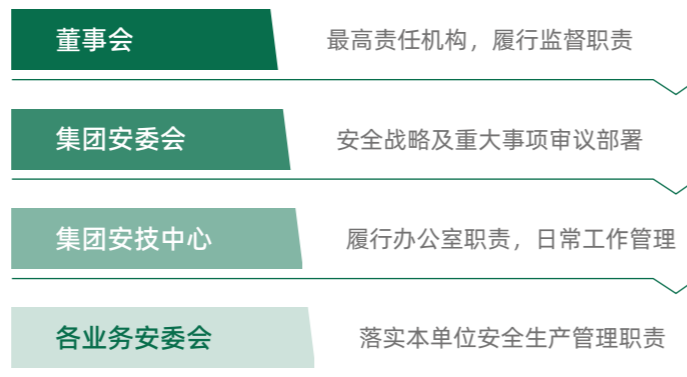 董事会
最高责任机构，履行监督职责
集团安委会
安全战略及重大事项审议部署
集团安技中心
履行办公室职责，日常工作管理
各业务安委会
落实本单位安全生产管理职责